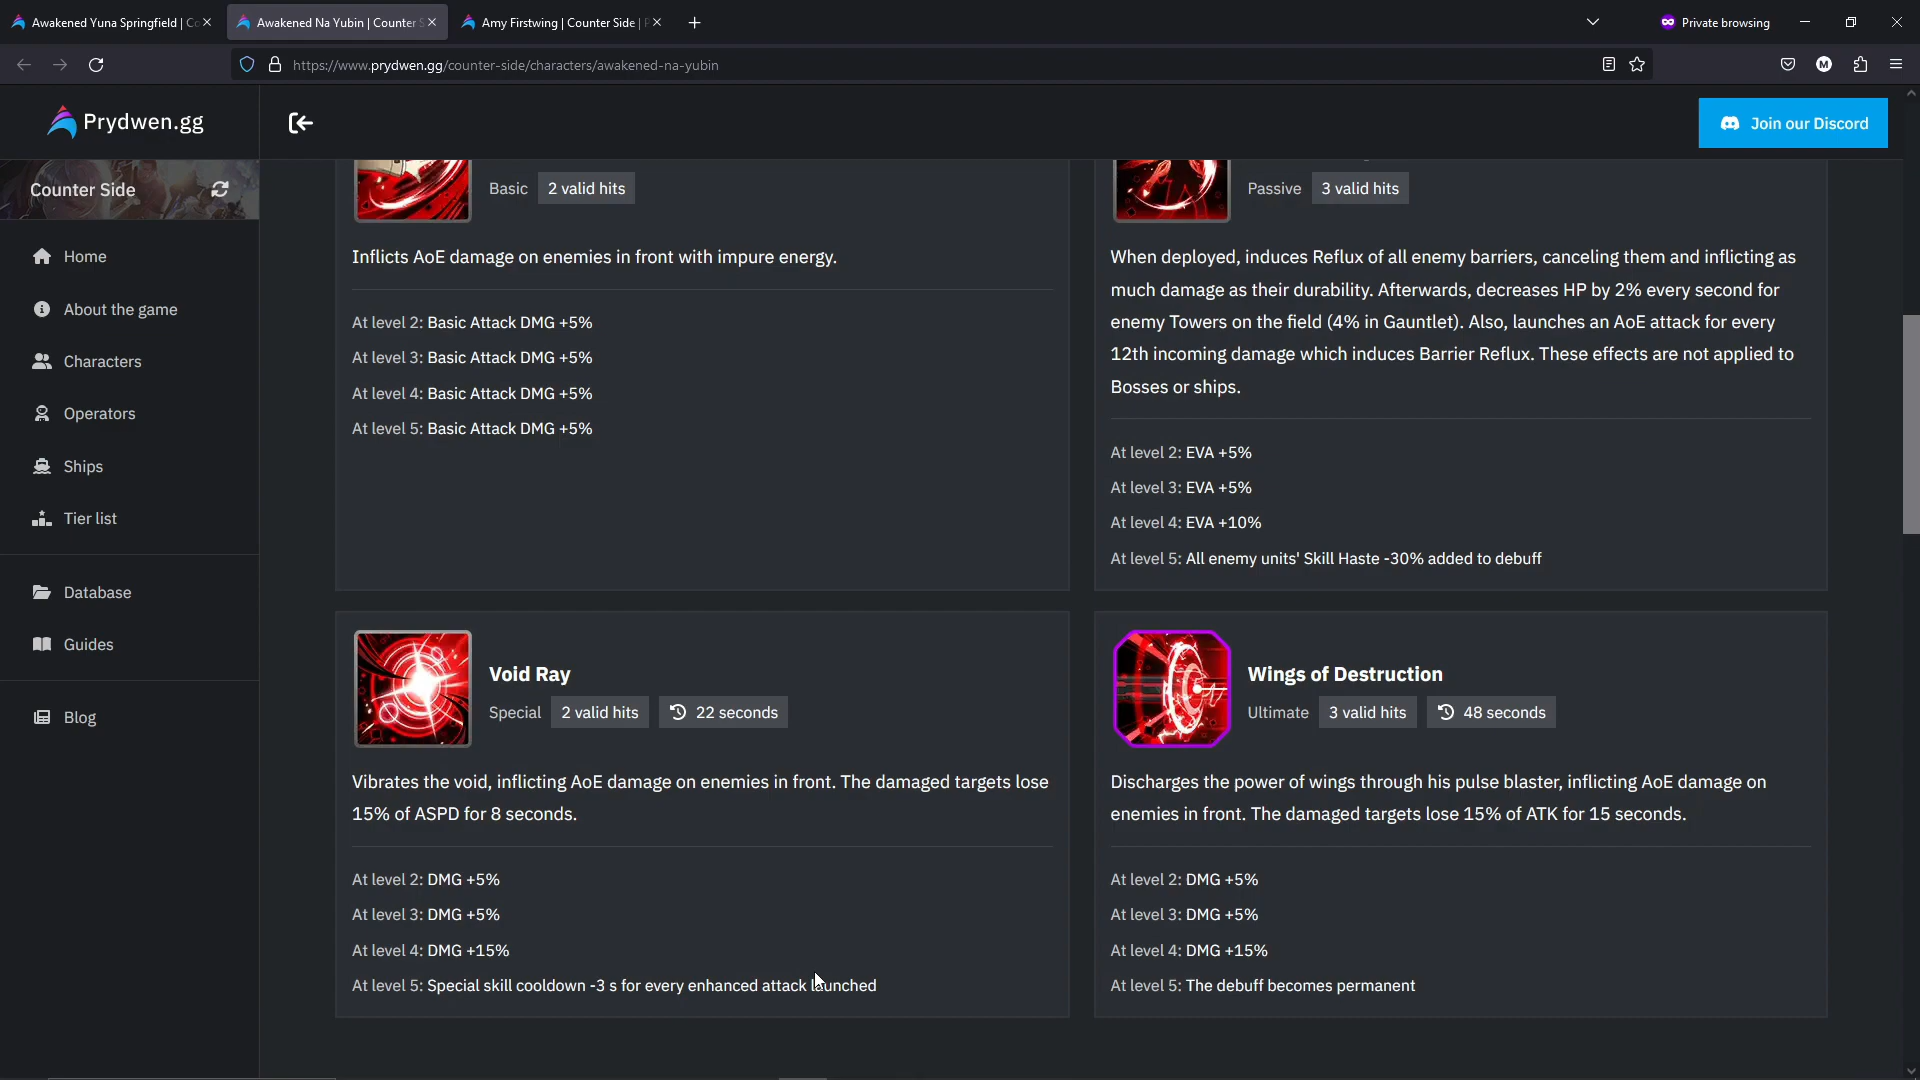 Awakened Yuna Springfield | Co
Awakened Na Yubin | Counter S
Amy Firstwing | Counter Side |
Private browsing
https://www.prydwen.gg/counter-side/characters/awakened-na-yubin
M
Prydwen.gg
Join our Discord
Counter Side
Home
About the game
Characters
Operators
Ships
Tier list
Database
Guides
Blog
Basic 2 valid hits
Inflicts AoE damage on enemies in front with impure energy.
At level 2: Basic Attack DMG +5%
At level 3: Basic Attack DMG +5%
At level 4: Basic Attack DMG +5%
At level 5: Basic Attack DMG +5%
Passive 3 valid hits
When deployed, induces Reflux of all enemy barriers, canceling them and inflicting as
much damage as their durability. Afterwards, decreases HP by 2% every second for
enemy Towers on the field (4% in Gauntlet). Also, launches an AoE attack for every
12th incoming damage which induces Barrier Reflux. These effects are not applied to
Bosses or ships.
At level 2: EVA +5%
At level 3: EVA +5%
At level 4: EVA +10%
At level 5: All enemy units' Skill Haste -30% added to debuff
Void Ray
Special 2 valid hits 22 seconds
Vibrates the void, inflicting AoE damage on enemies in front. The damaged targets lose
15% of ASPD for 8 seconds.
At level 2: DMG +5%
At level 3: DMG +5%
At level 4: DMG +15%
At level 5: Special skill cooldown -3 s for every enhanced attack launched
Wings of Destruction
Ultimate 3 valid hits 48 seconds
Discharges the power of wings through his pulse blaster, inflicting AoE damage on
enemies in front. The damaged targets lose 15% of ATK for 15 seconds.
At level 2: DMG +5%
At level 3: DMG +5%
At level 4: DMG +15%
At level 5: The debuff becomes permanent